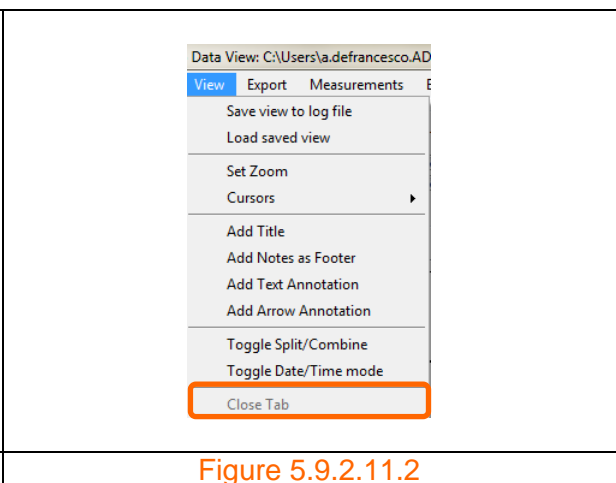 Data View: C:\Users\a.defrancesco.AD
View Export Measurements
Save view to log file
Load saved view
Set Zoom
Cursors
Add Title
Add Notes as Footer
Add Text Annotation
Add Arrow Annotation
Toggle Split/Combine
Toggle Date/Time mode
Close Tab
Figure 5.9.2.11.2